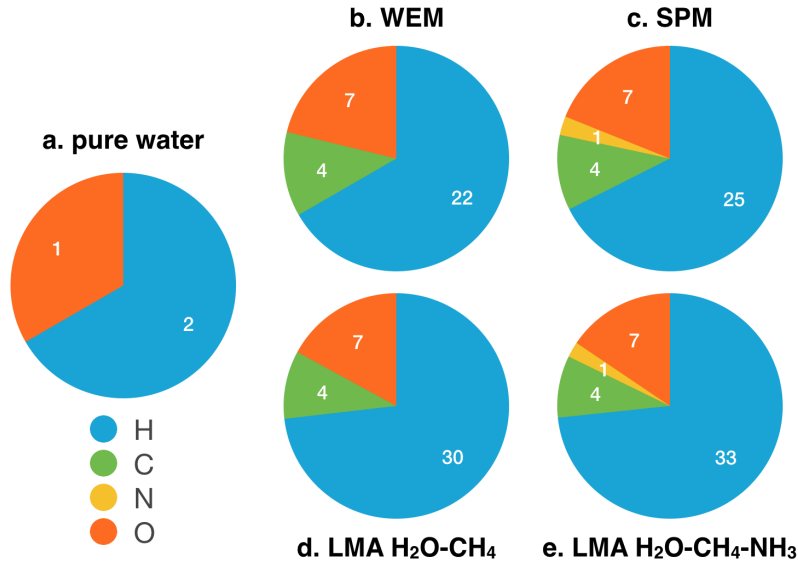 a. pure water
1
2
H
C
N
O
b. WEM
7
4
22
c. SPM
7
1
4
25
7
4
30
d. LMA H₂O-CH₄
7
1
4
33
e. LMA H₂O-CH₄-NH₃